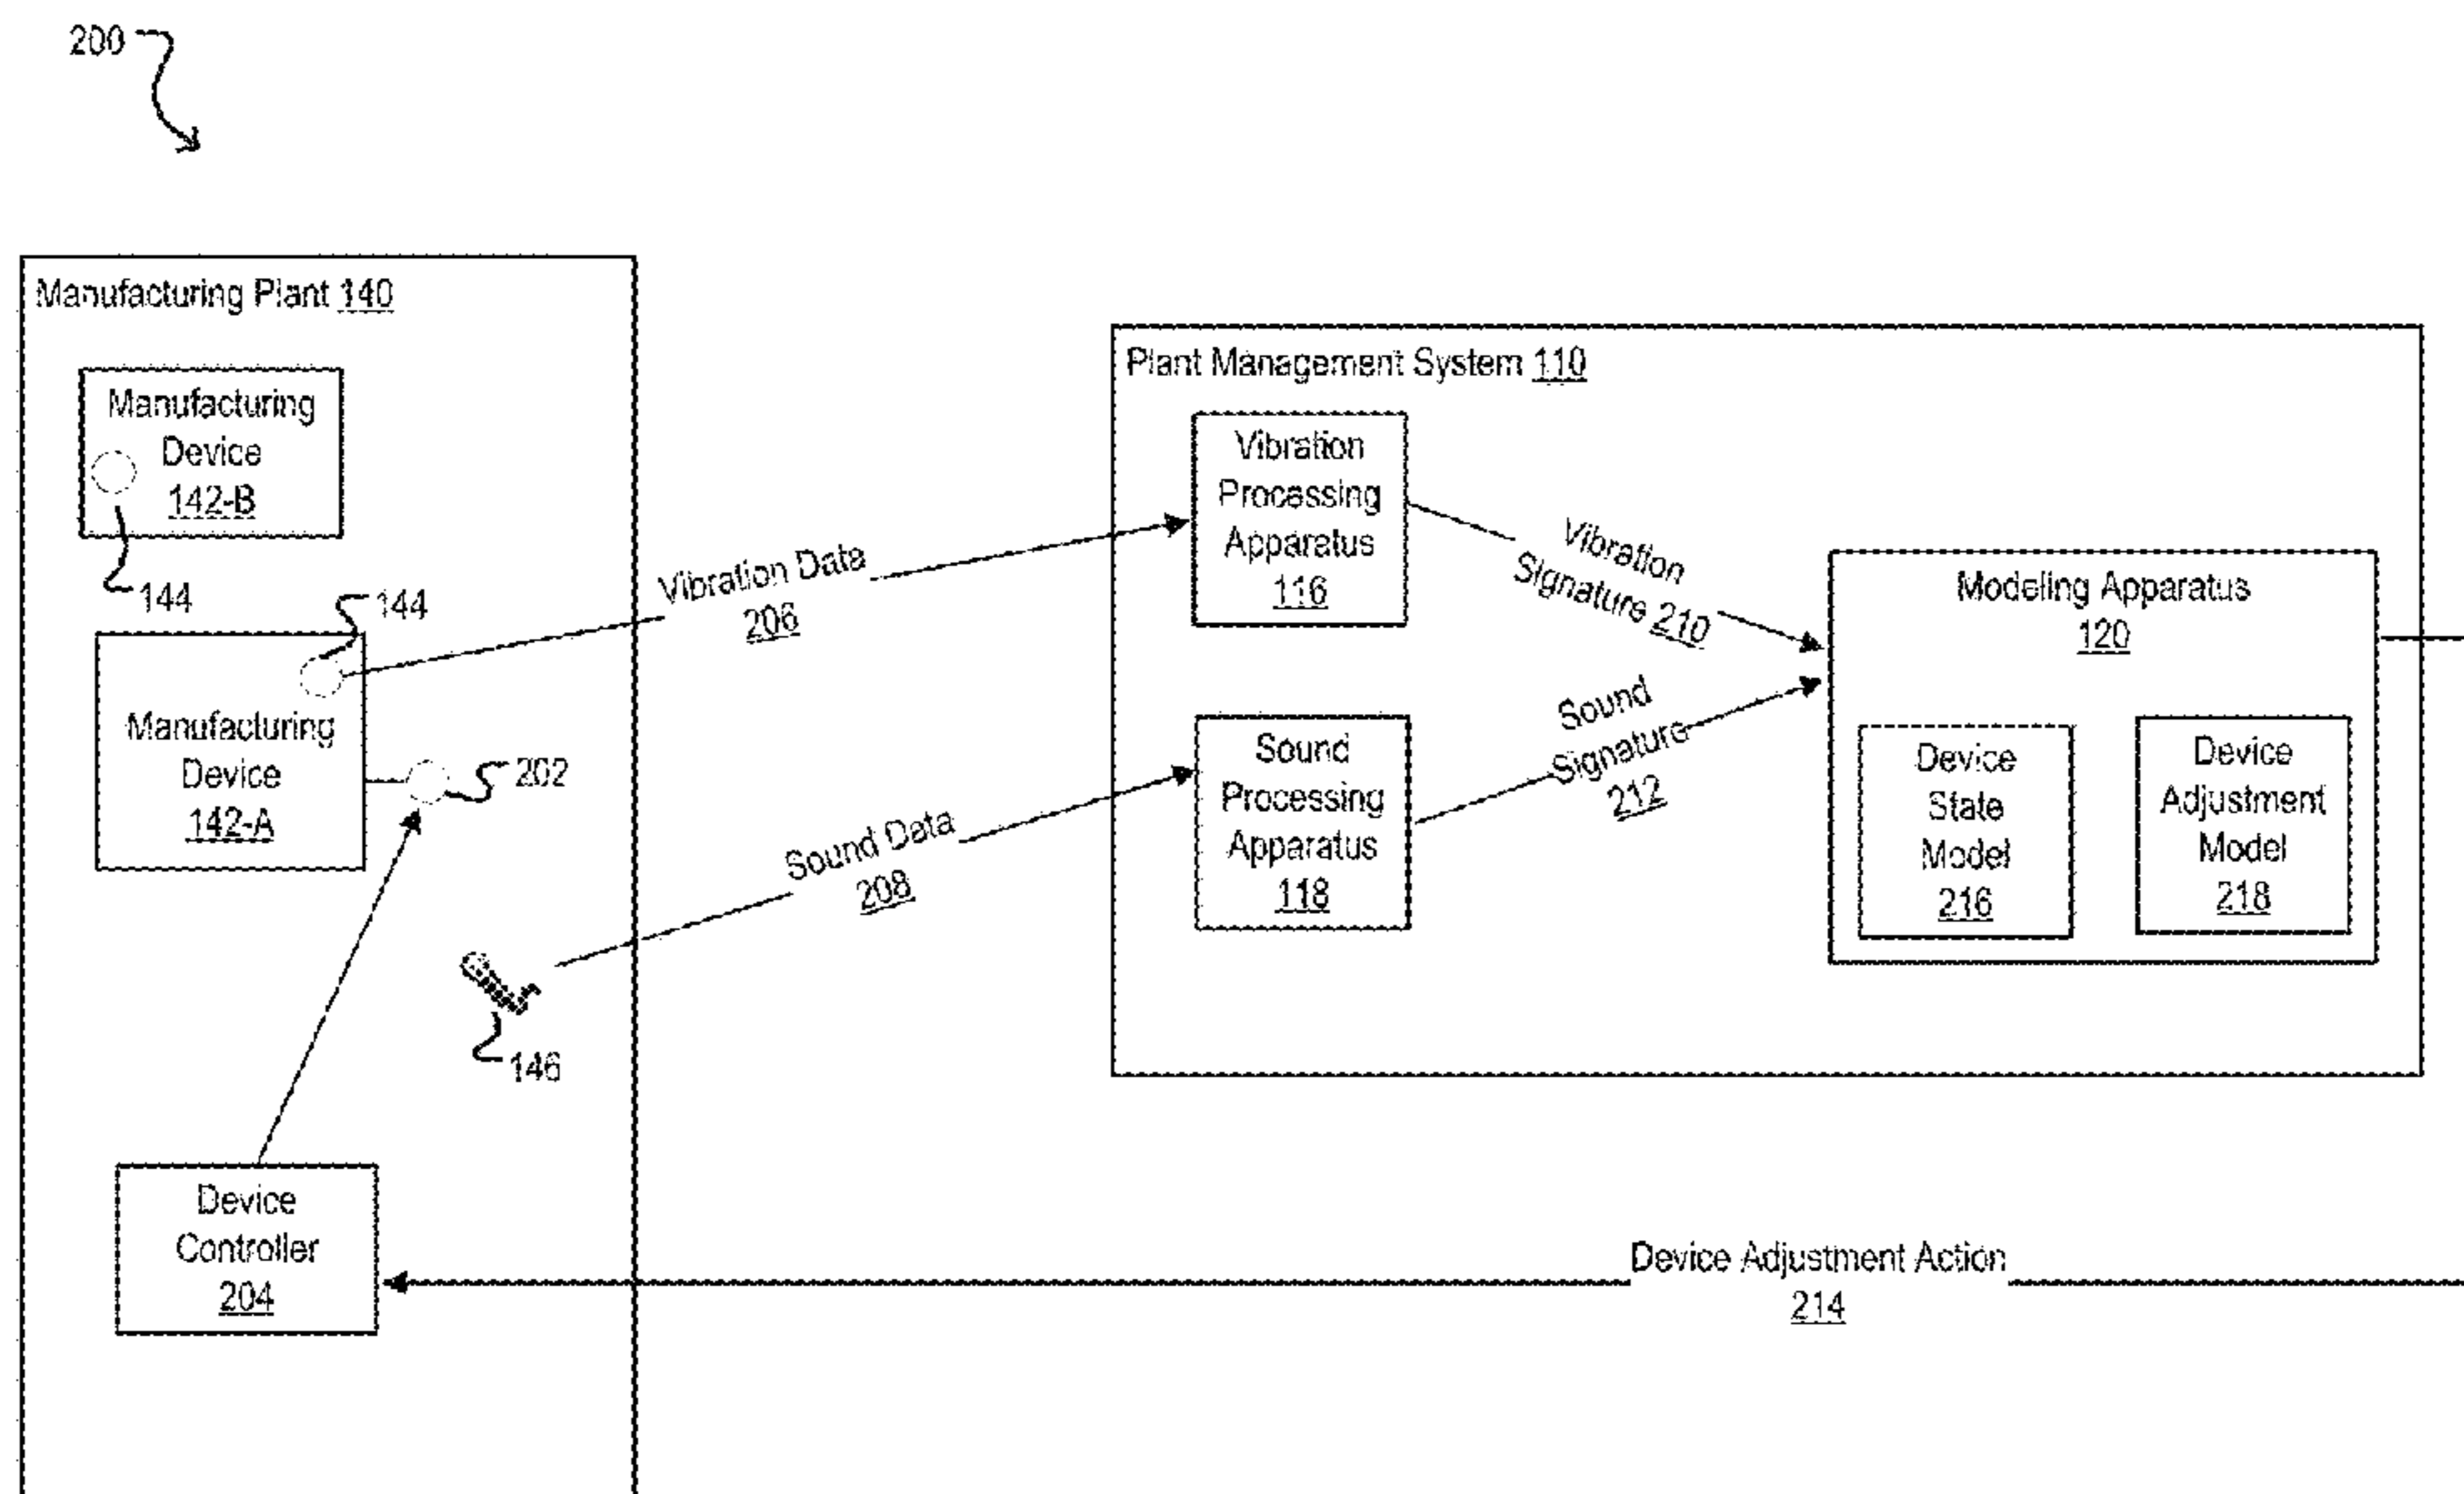 200
Manufacturing Plant 140
Manufacturing
Device
142-B
144
144
Manufacturing
Device
142-A
202
146
Device
Controller
204
Vibration Data
206
Sound Data
208
Plant Management System 110
Vibration
Processing
Apparatus
116
Vibration
Signature 210
Sound
Processing
Apparatus
118
Sound
Signature
212
Modeling Apparatus
120
Device
State
Model
216
Device
Adjustment
Model
218
Device Adjustment Action
214